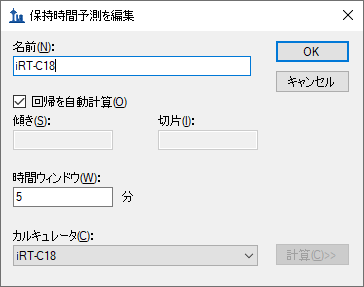 保持時間予測を編集
名前(N):
iRT-C18
OK
キャンセル
回帰を自動計算(O)
傾き(S):
切片(I):
時間ウィンドウ(W):
5
分
カルキュレータ(C):
iRT-C18
計算(C)>>